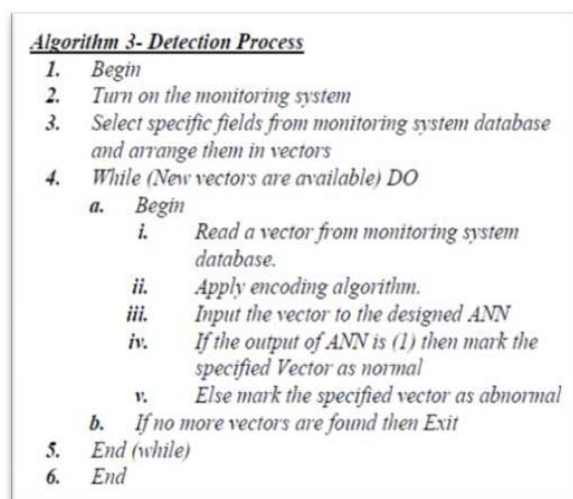 Algorithm 3- Detection Process
1. Begin
2. Turn on the monitoring system
3. Select specific fields from monitoring system database
and arrange them in vectors
4. While (New vectors are available) DO
a. Begin
i. Read a vector from monitoring system
database.
ii. Apply encoding algorithm.
iii. Input the vector to the designed ANN
iv. If the output of ANN is (1) then mark the
specified Vector as normal
v. Else mark the specified vector as abnormal
b. If no more vectors are found then Exit
5. End (while)
6. End